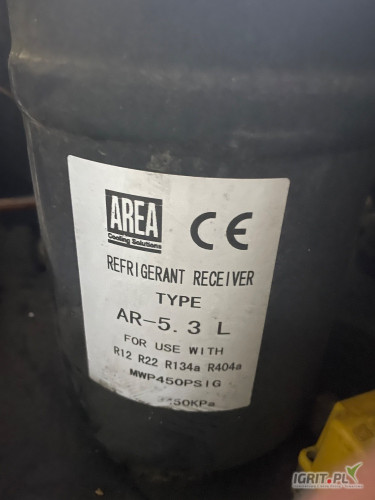 AREA
Cooling Solutions
CE
REFRIGERANT RECEIVER
TYPE
AR-5.3 L
FOR USE WITH
R12 R22 R134a R404a
MWP450PSIG
50KPa
IGRIT.PL